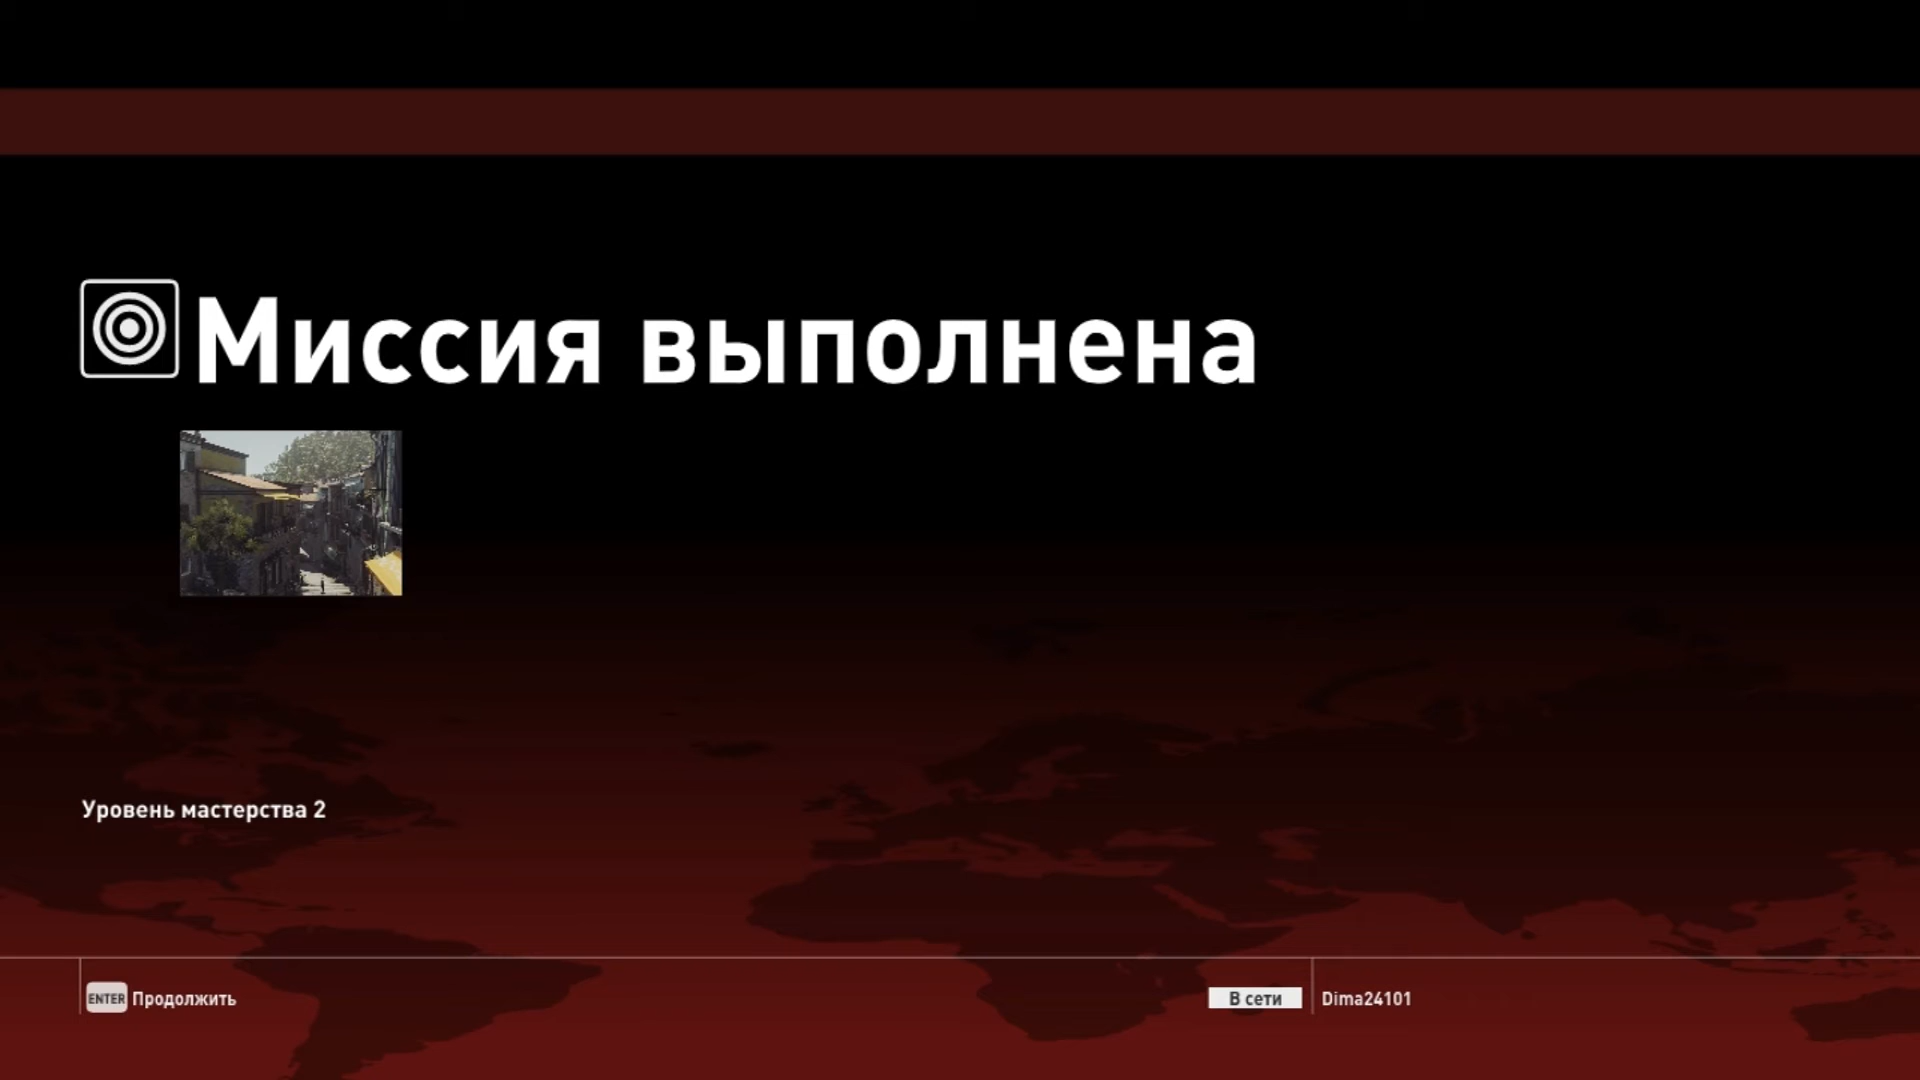 Миссия выполнена
Уровень мастерства 2
ENTER Продолжить
В сети
Dima24101